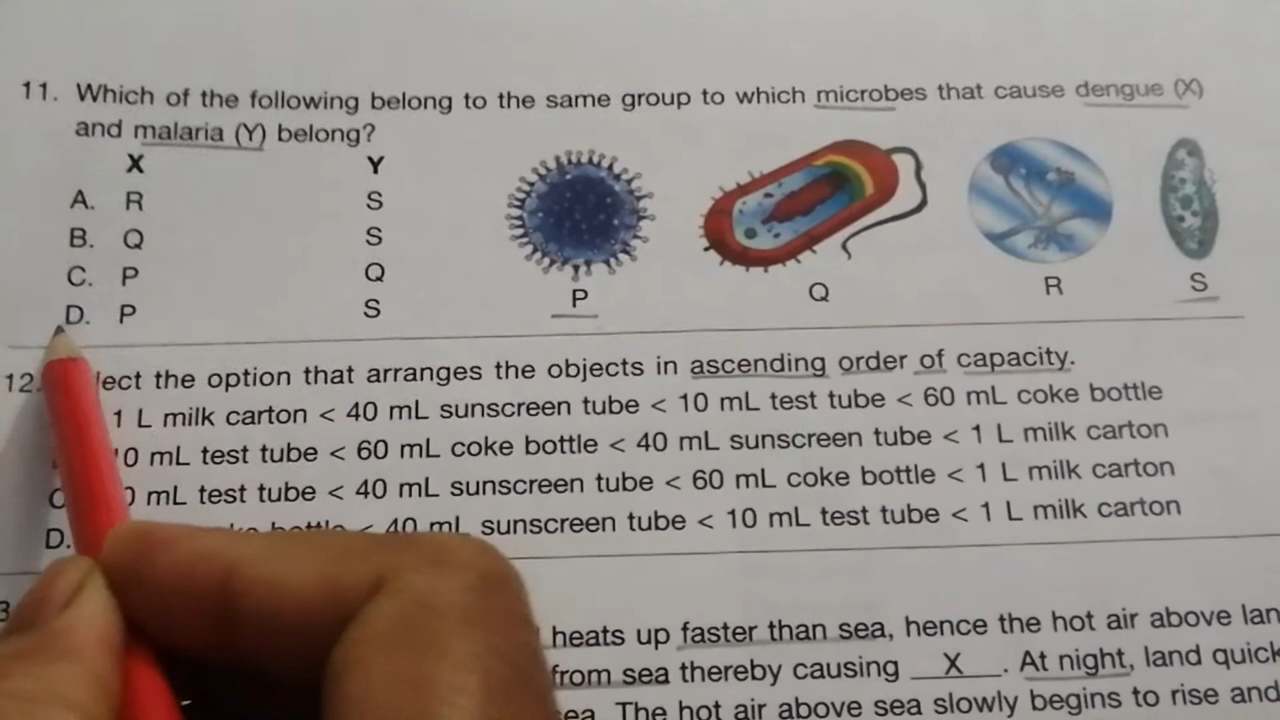 11. Which of the following belong to the same group to which microbes that cause dengue (X)
and malaria (Y) belong?
X Y
A. R S
B. Q S
C. P Q
D. P S
P Q R S
12. lect the option that arranges the objects in ascending order of capacity.
1 L milk carton < 40 mL sunscreen tube < 10 mL test tube < 60 mL coke bottle
0 mL test tube < 60 mL coke bottle < 40 mL sunscreen tube < 1 L milk carton
C mL test tube < 40 mL sunscreen tube < 60 mL coke bottle < 1 L milk carton
D. bottle < 40 mL sunscreen tube < 10 mL test tube < 1 L milk carton
3
heats up faster than sea, hence the hot air above lan
from sea thereby causing X . At night, land quick
ea. The hot air above sea slowly begins to rise and